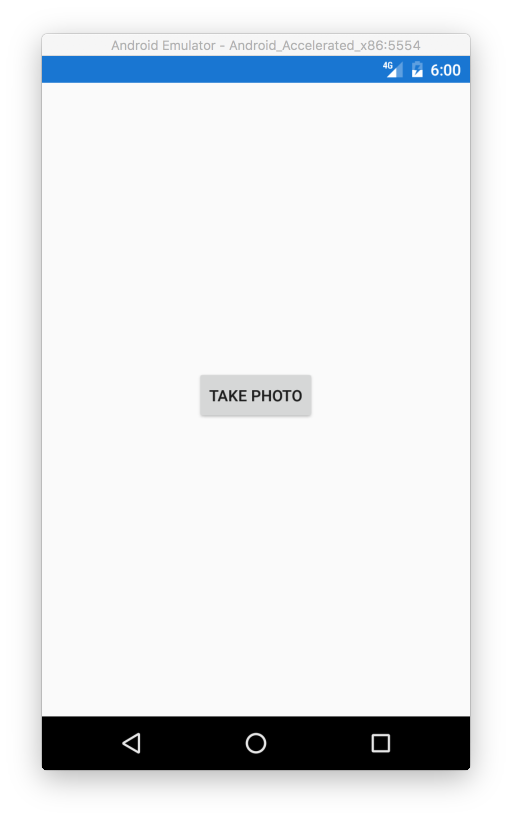 Android Emulator - Android_Accelerated_x86:5554
4G 6:00
TAKE PHOTO